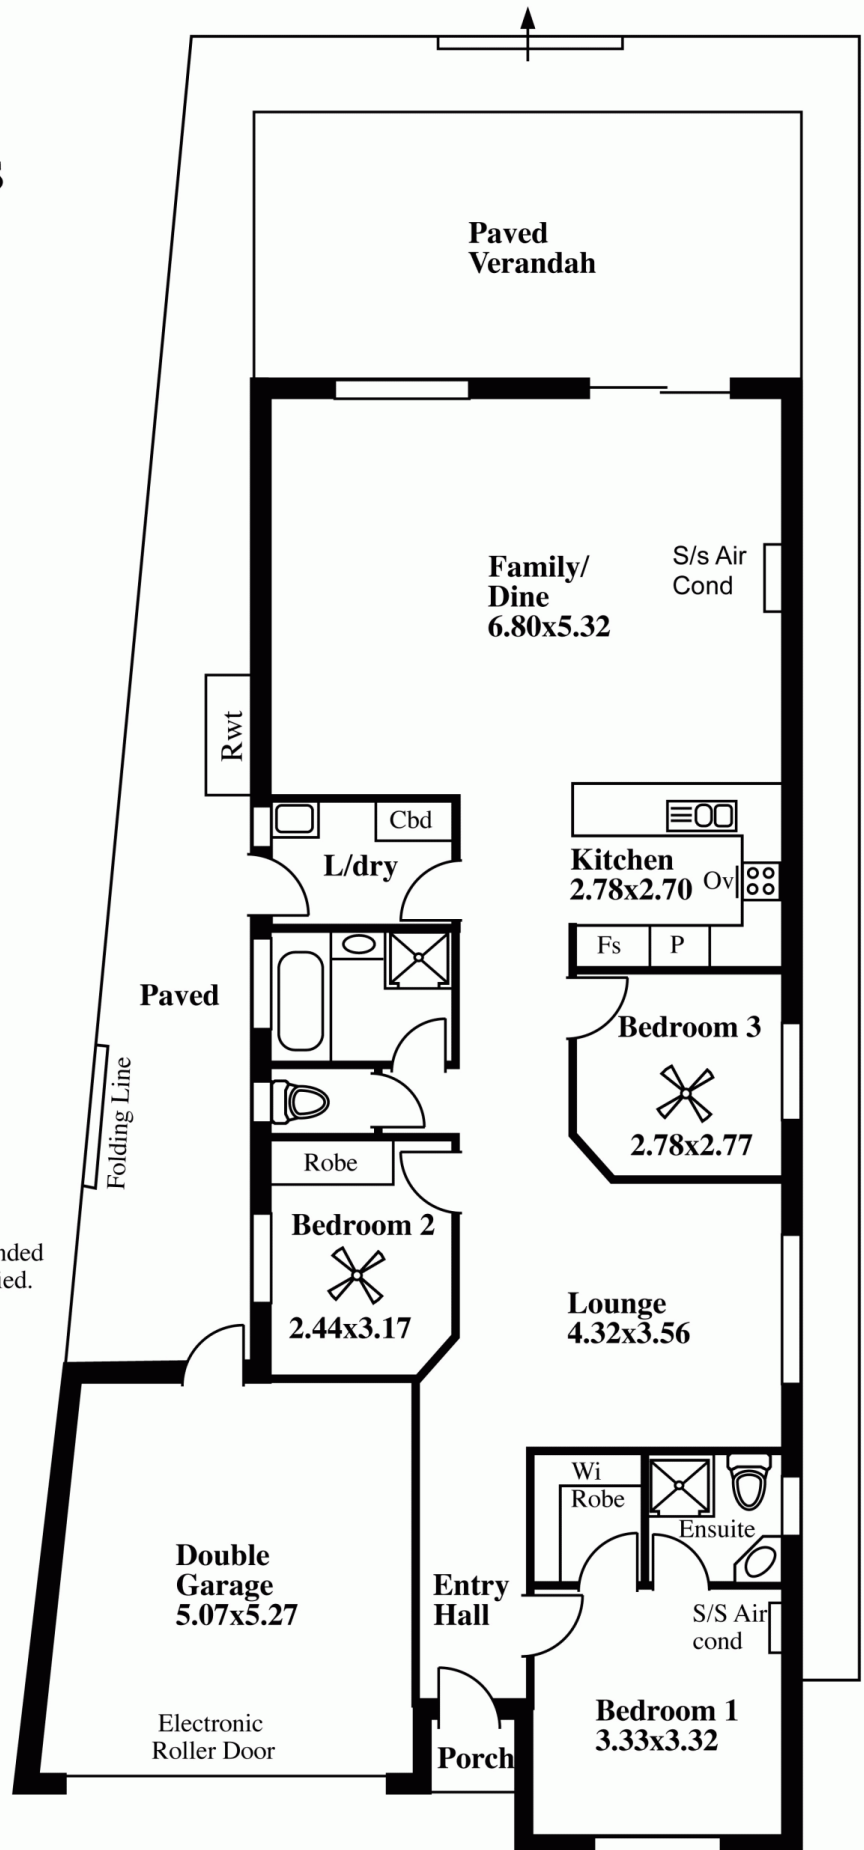 Paved
Verandah
Family/
Dine
6.80x5.32
S/s Air
Cond
Rwt
Cbd
L/dry
Kitchen
2.78x2.70
Ov
Fs
P
Paved
Bedroom 3
2.78x2.77
Folding Line
Robe
Bedroom 2
2.44x3.17
Lounge
4.32x3.56
Wi
Robe
Ensuite
Double
Garage
5.07x5.27
Entry
Hall
S/S Air
cond
Bedroom 1
3.33x3.32
Electronic
Roller Door
Porch